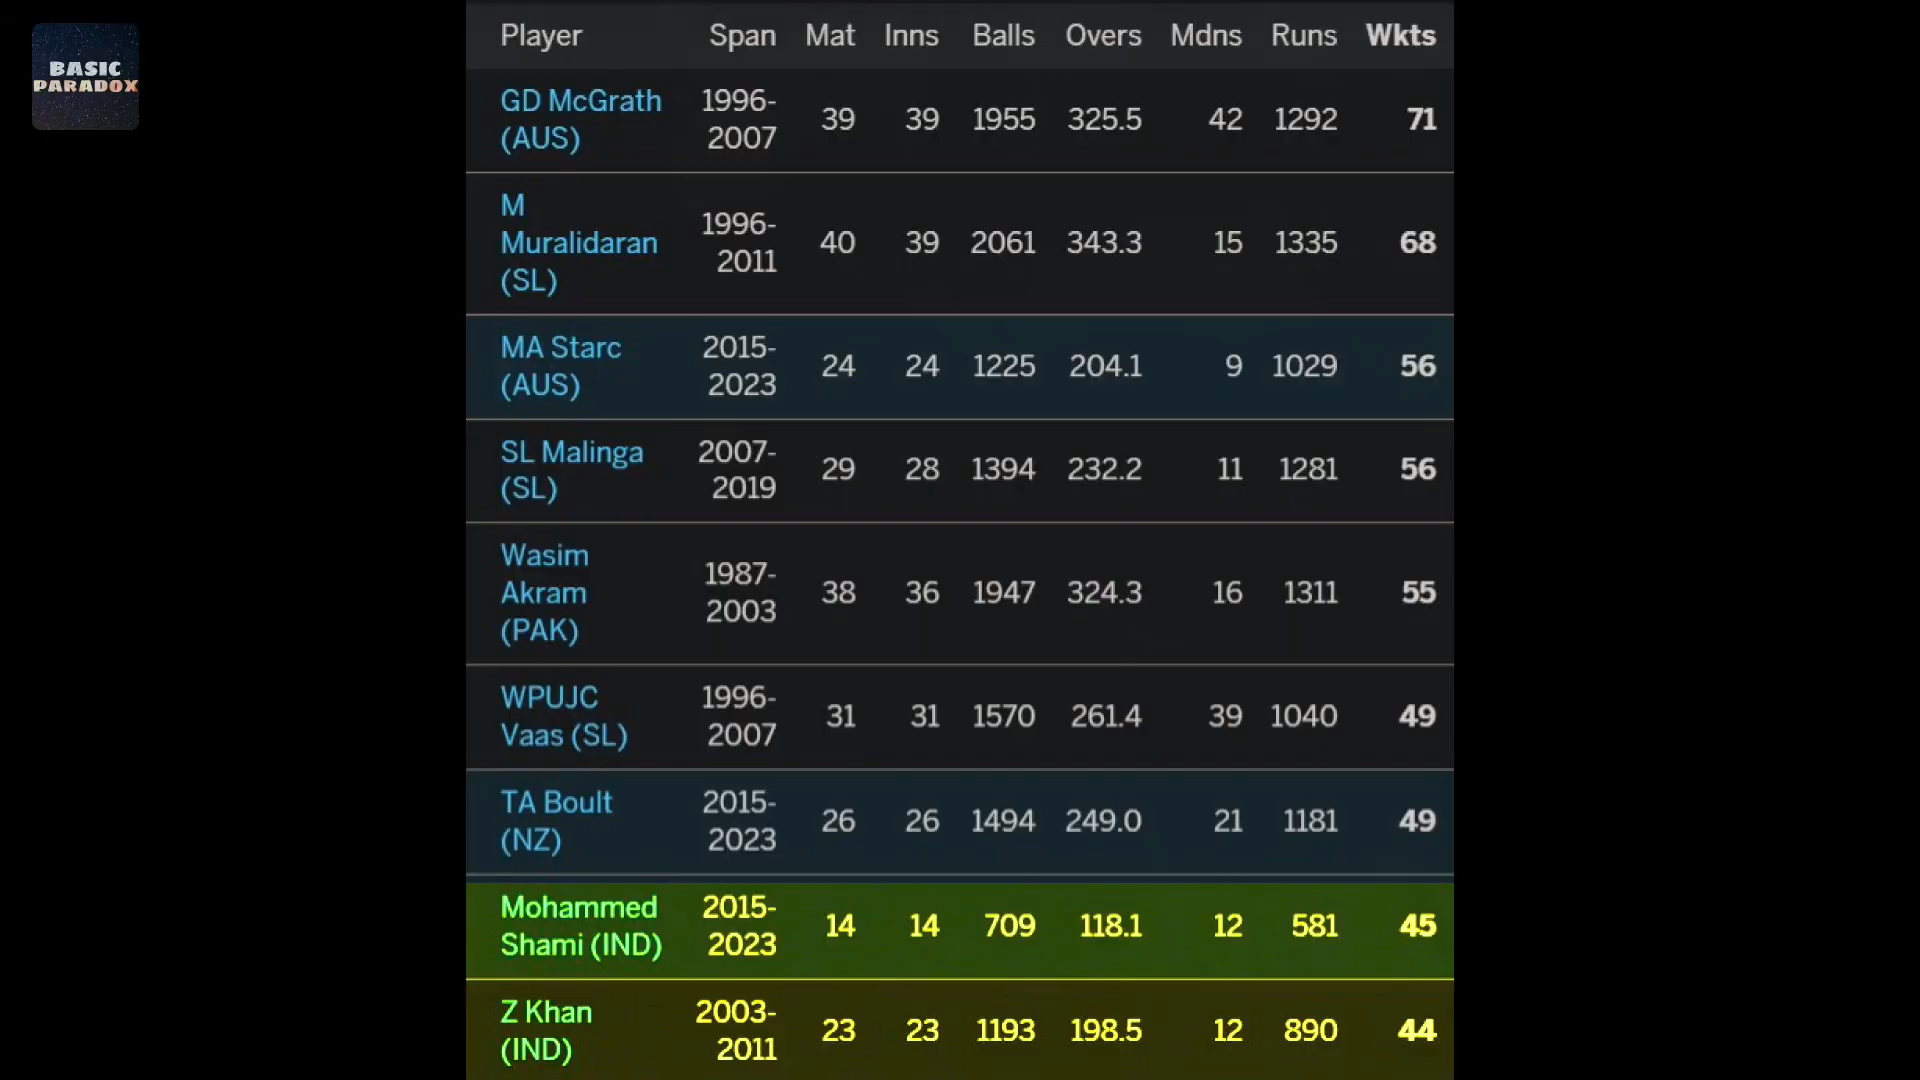 BASIC
PARADOX
Player Span Mat Inns Balls Overs Mdns Runs Wkts
GD McGrath
(AUS)
1996-
2007
39 39 1955 325.5 42 1292 71
M
Muralidaran
(SL)
1996-
2011
40 39 2061 343.3 15 1335 68
MA Starc
(AUS)
2015-
2023
24 24 1225 204.1 9 1029 56
SL Malinga
(SL)
2007-
2019
29 28 1394 232.2 11 1281 56
Wasim
Akram
(PAK)
1987-
2003
38 36 1947 324.3 16 1311 55
WPUJC
Vaas (SL)
1996-
2007
31 31 1570 261.4 39 1040 49
TA Boult
(NZ)
2015-
2023
26 26 1494 249.0 21 1181 49
Mohammed
Shami (IND)
2015-
2023
14 14 709 118.1 12 581 45
Z Khan
(IND)
2003-
2011
23 23 1193 198.5 12 890 44